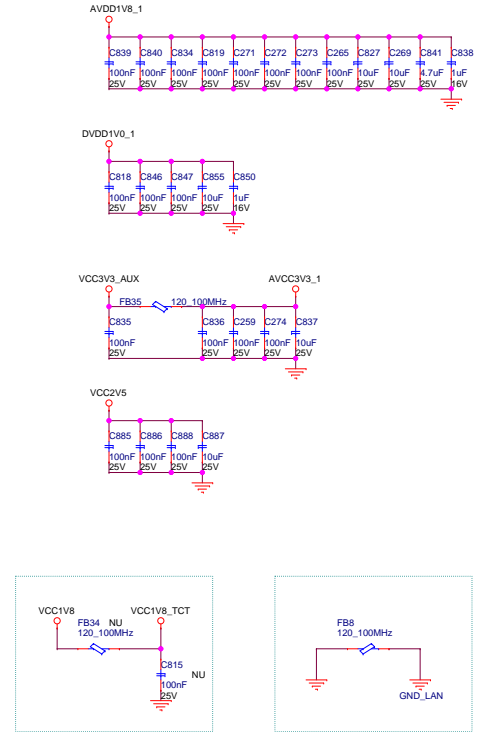 AVDD1V8_1
C839 C840 C834 C819 C271 C272 C273 C265 C827 C269 C841 C838
100nF 100nF 100nF 100nF 100nF 100nF 100nF 100nF 10uF 10uF 4.7uF 1uF
25V 25V 25V 25V 25V 25V 25V 25V 25V 25V 25V 16V
DVDD1V0_1
C818 C846 C847 C855 C850
100nF 100nF 100nF 10uF 1uF
25V 25V 25V 25V 16V
VCC3V3_AUX AVCC3V3_1
FB35 120_100MHz
C835 C836 C259 C274 C837
100nF 100nF 100nF 100nF 10uF
25V 25V 25V 25V 25V
VCC2V5
C885 C886 C888 C887
100nF 100nF 100nF 10uF
25V 25V 25V 25V
VCC1V8 VCC1V8_TCT
FB34 NU
120_100MHz
C815
NU
100nF
25V
FB8
120_100MHz
GND_LAN